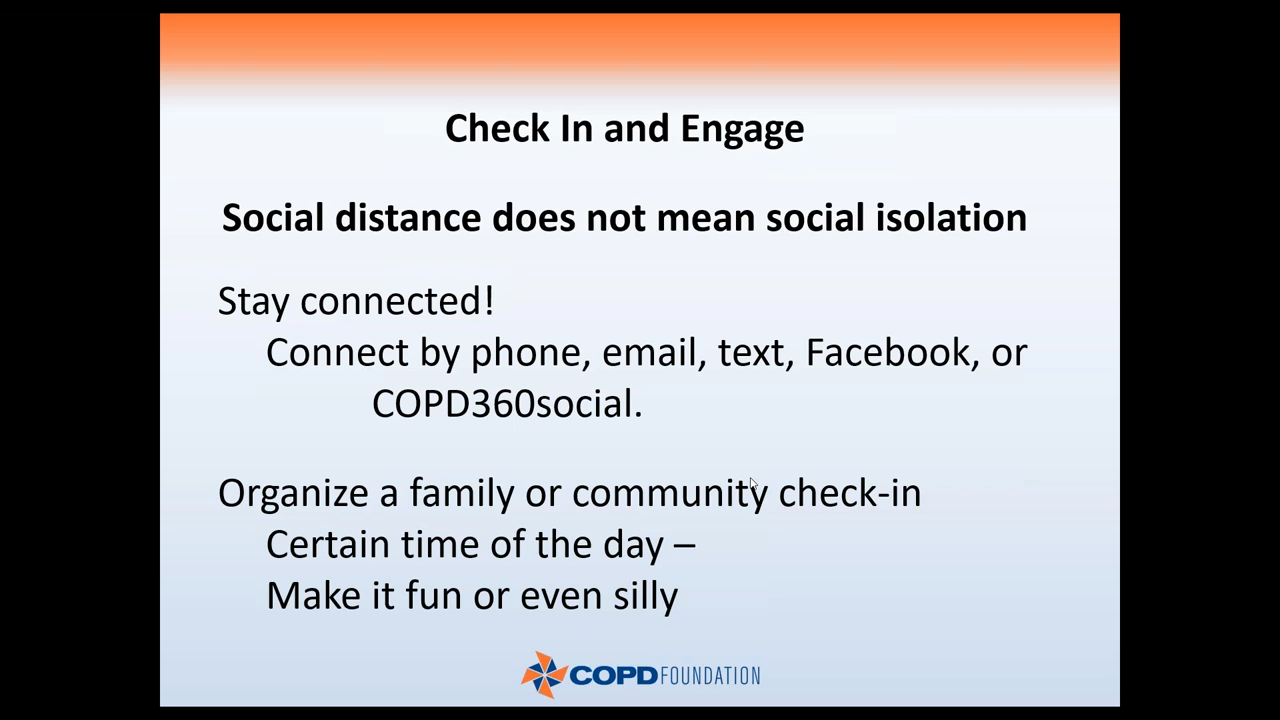 Check In and Engage
Social distance does not mean social isolation
Stay connected!
Connect by phone, email, text, Facebook, or
COPD360social.
Organize a family or community check-in
Certain time of the day –
Make it fun or even silly
COPD FOUNDATION